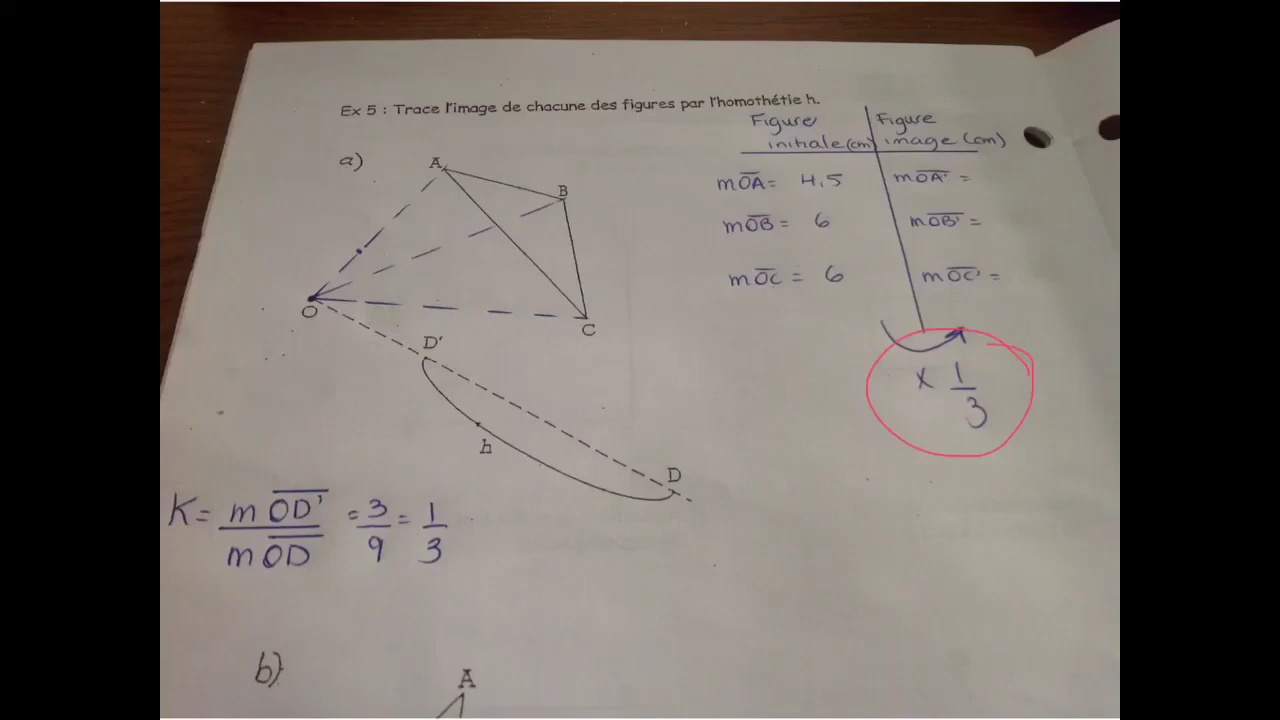 Ex 5 : Trace l'image de chacune des figures par l'homothétie h.
Figure initiale (cm)
Figure image (cm)
a)
A
B
O
C
mOA = 4,5
mOA' =
mOB = 6
mOB' =
mOC = 6
mOC' =
x 1/3
D'
h
D
K = mOD'/mOD = 3/9 = 1/3
b)
A